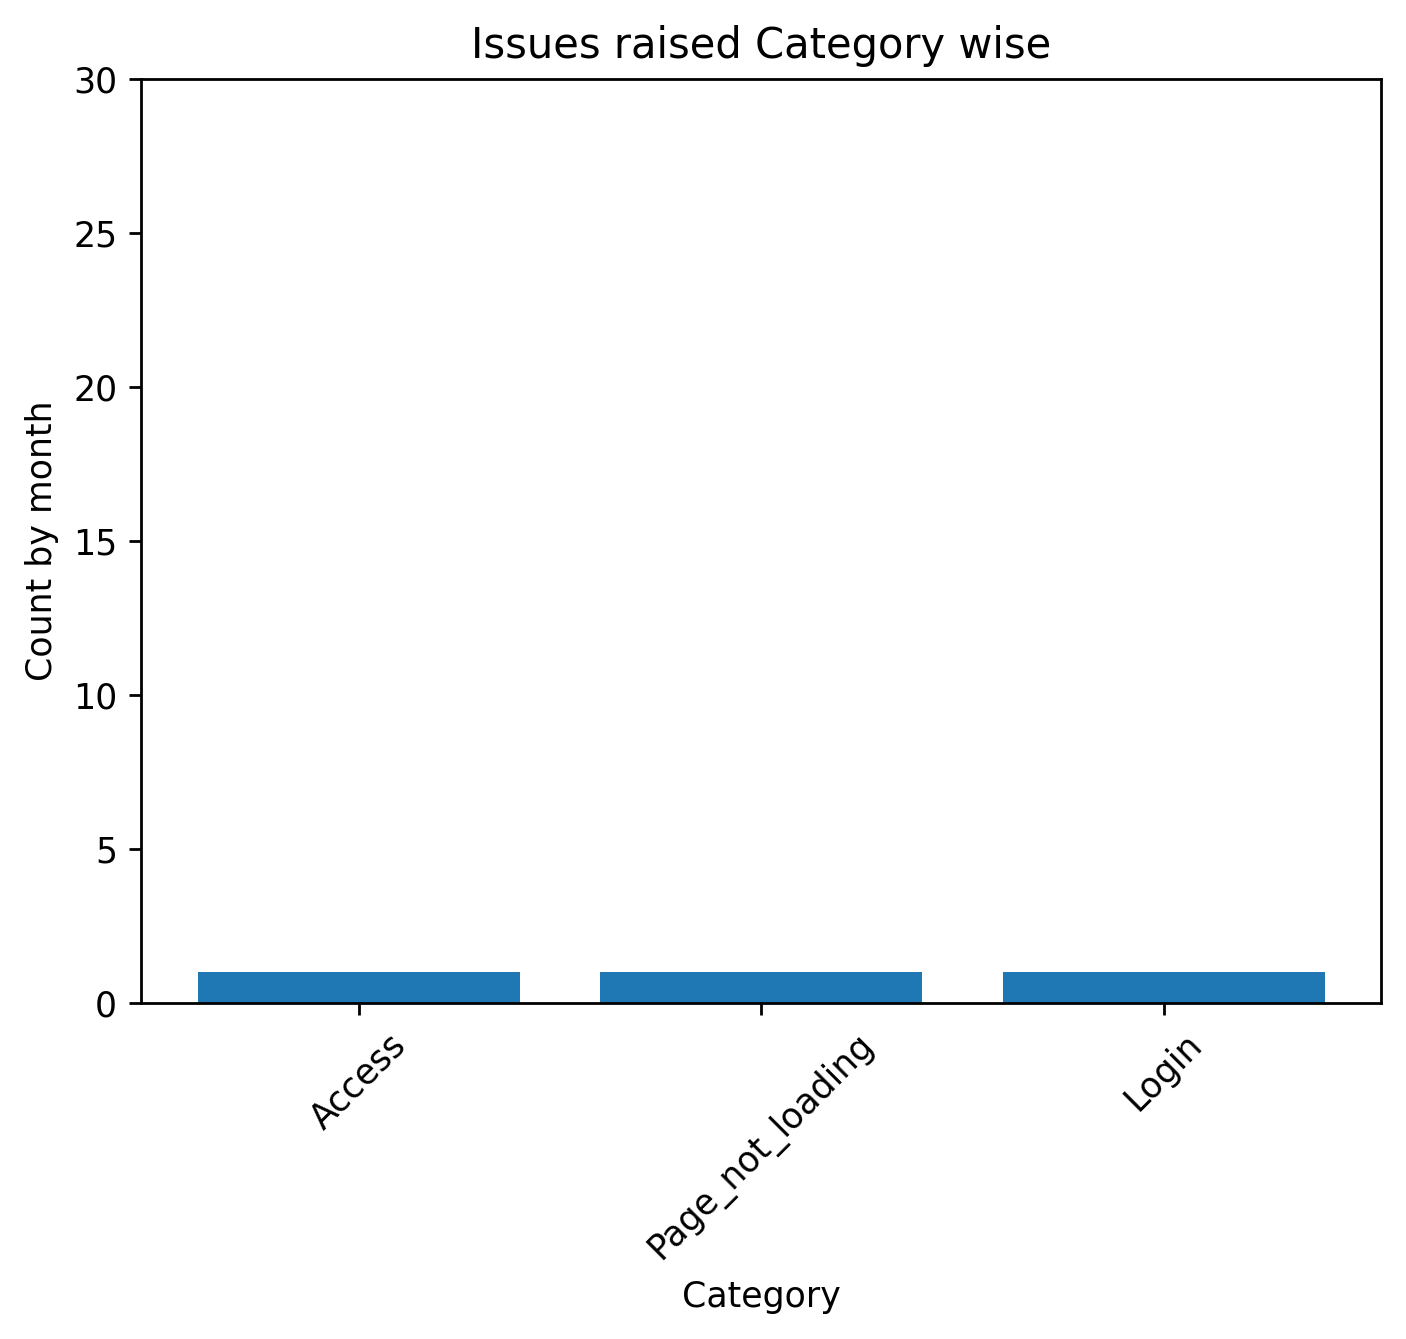 Issues raised Category wise
30
25
20
15
10
5
0
Count by month
Access
Page_not_loading
Login
Category